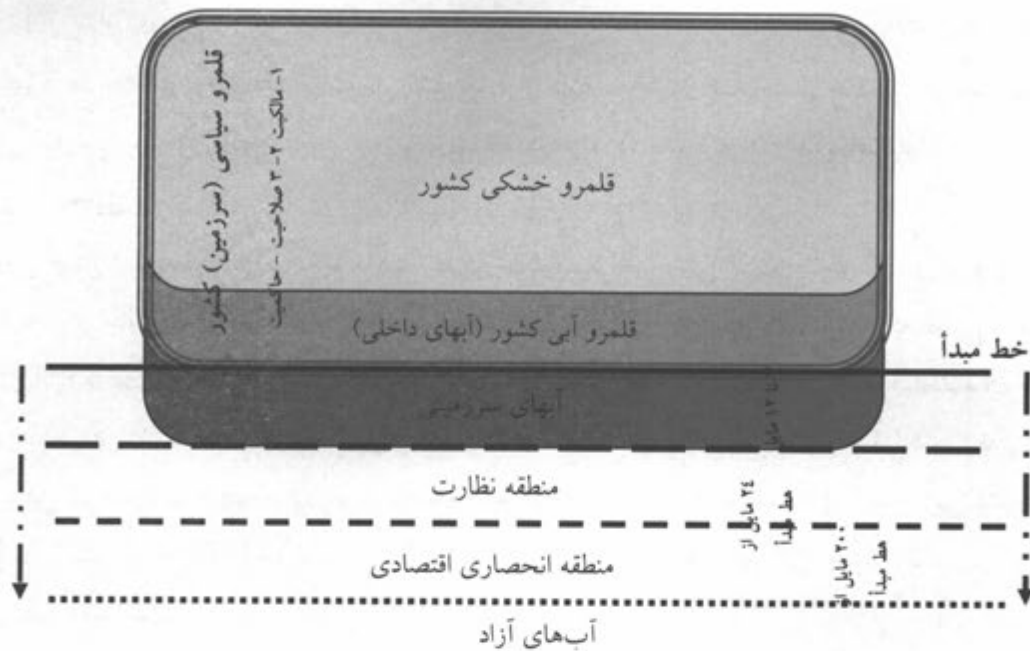 قلمرو سیاسی (سرزمین) کشور
۱- مالکیت ۲- ۳ صلاحیت - حاکمیت
قلمرو خشکی کشور
قلمرو آبی کشور (آبهای داخلی)
خط مبدأ
آبهای سرزمینی
تا ۱۲ مایل
منطقه نظارت
۲۴ مایل از
خط مبدأ
منطقه انحصاری اقتصادی
۲۰۰ مایل از
خط مبدأ
آب‌های آزاد